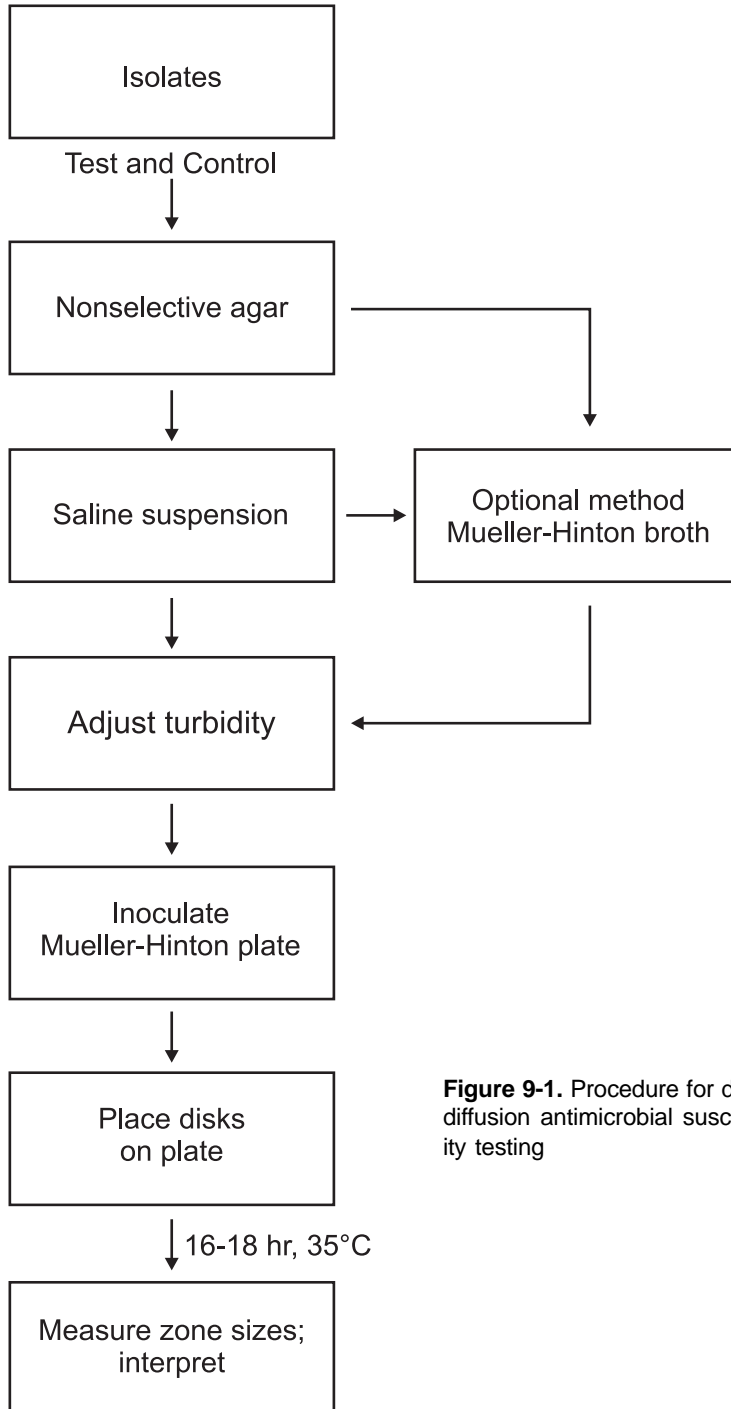 Isolates
Test and Control
Nonselective agar
Saline suspension
Optional method
Mueller-Hinton broth
Adjust turbidity
Inoculate
Mueller-Hinton plate
Place disks
on plate
16-18 hr, 35°C
Measure zone sizes;
interpret
Figure 9-1. Procedure for
diffusion antimicrobial
ity testing